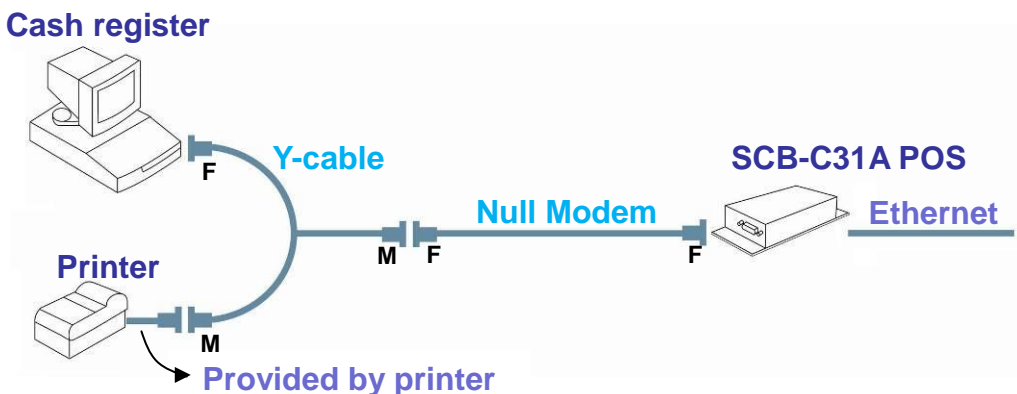 Cash register
F
Y-cable
SCB-C31A POS
Null Modem
Ethernet
M F
F
Printer
M
Provided by printer